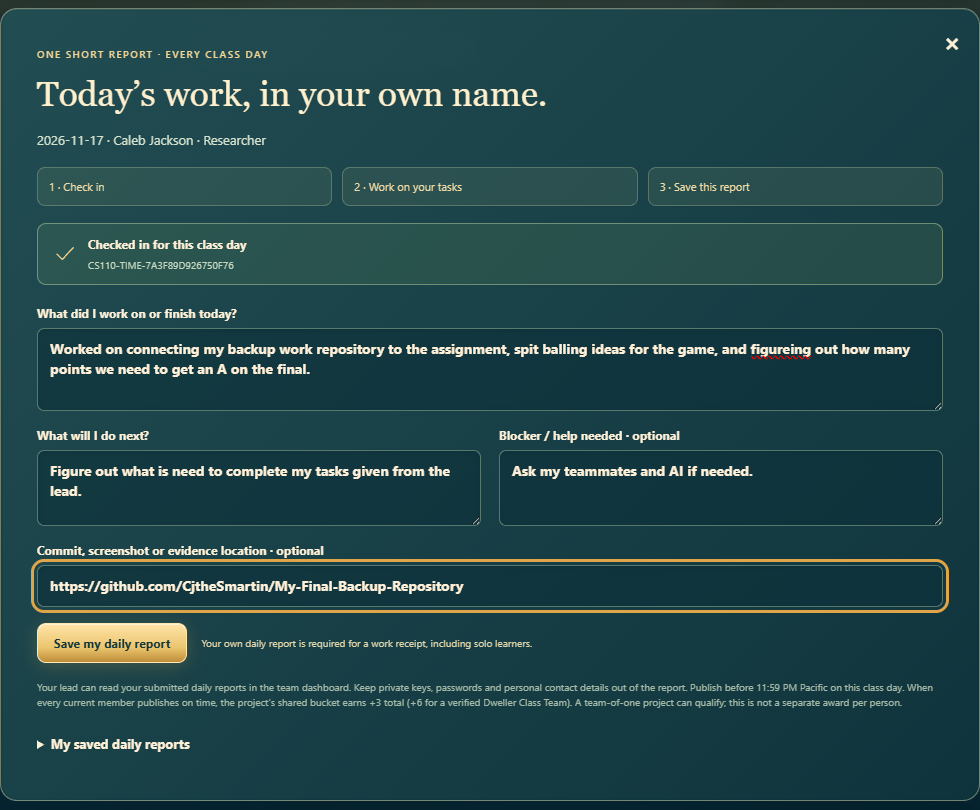 ONE SHORT REPORT · EVERY CLASS DAY
Today's work, in your own name.
2026-11-17 · Caleb Jackson · Researcher
1 · Check in
2 · Work on your tasks
3 · Save this report
Checked in for this class day
CS110-TIME-7A3F89D926750F76
What did I work on or finish today?
Worked on connecting my backup work repository to the assignment, spit balling ideas for the game, and figureing out how many
points we need to get an A on the final.
What will I do next?
Figure out what is need to complete my tasks given from the
lead.
Blocker / help needed · optional
Ask my teammates and AI if needed.
Commit, screenshot or evidence location · optional
https://github.com/CjtheSmartin/My-Final-Backup-Repository
Save my daily report
Your own daily report is required for a work receipt, including solo learners.
Your lead can read your submitted daily reports in the team dashboard. Keep private keys, passwords and personal contact details out of the report. Publish before 11:59 PM Pacific on this class day. When
every current member publishes on time, the project's shared bucket earns +3 total (+6 for a verified Dweller Class Team). A team-of-one project can qualify; this is not a separate award per person.
My saved daily reports